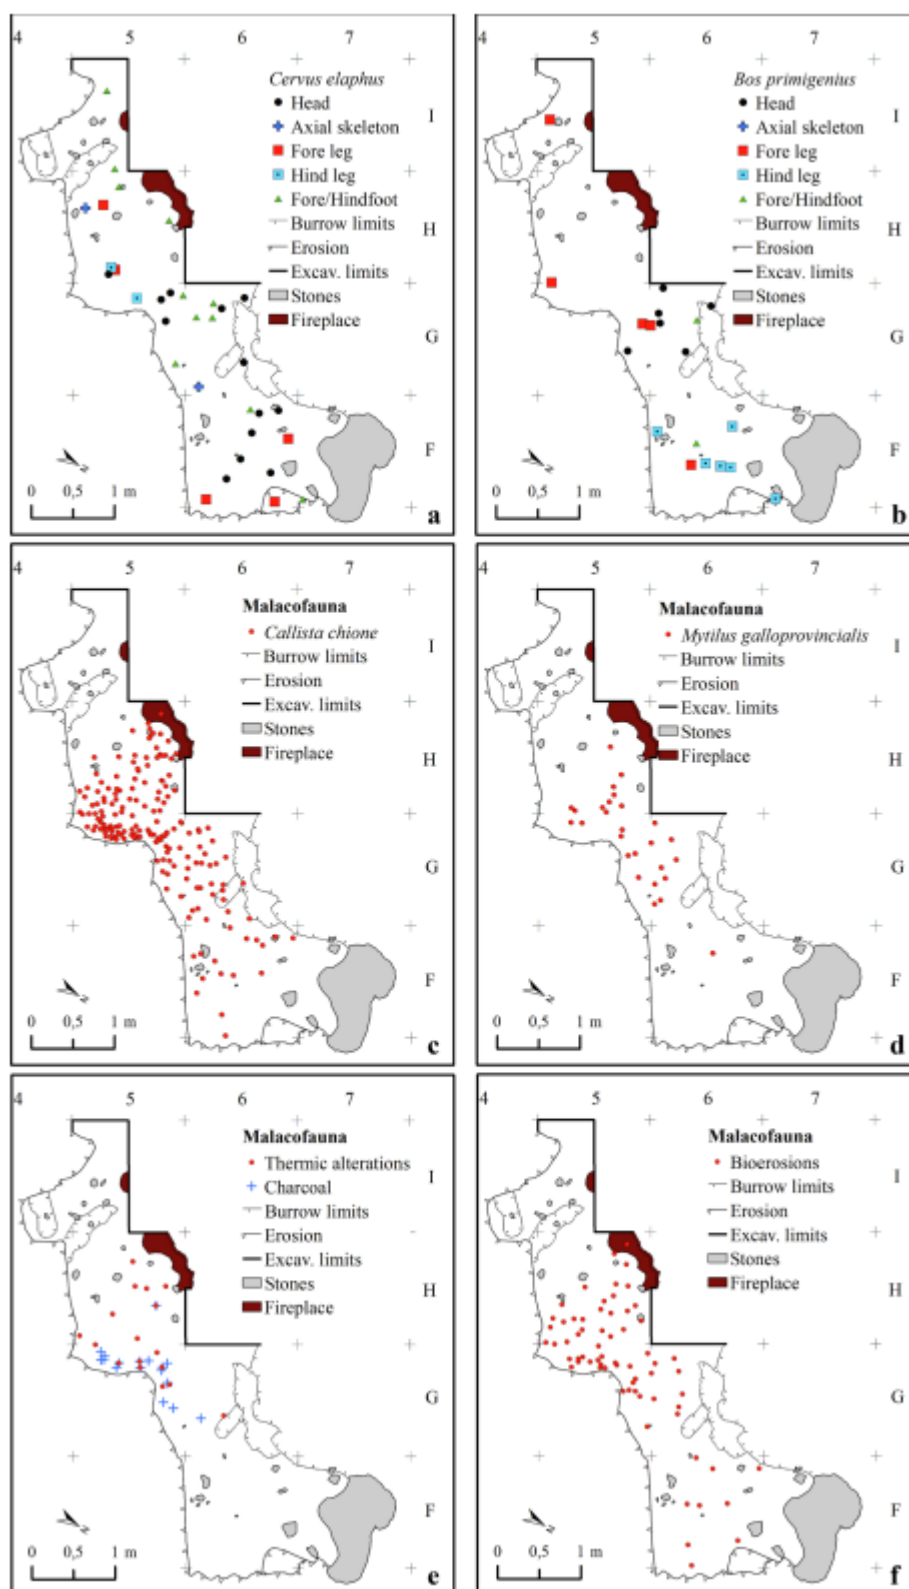 4 5 6 7
Cervus elaphus
Head
Axial skeleton
Fore leg
Hind leg
Fore/Hindfoot
Burrow limits
Erosion
Excav. limits
Stones
Fireplace
I
H
G
F
N
0 0,5 1 m
a
4 5 6 7
Bos primigenius
Head
Axial skeleton
Fore leg
Hind leg
Fore/Hindfoot
Burrow limits
Erosion
Excav. limits
Stones
Fireplace
I
H
G
F
N
0 0,5 1 m
b
4 5 6 7
Malacofauna
Callista chione
Burrow limits
Erosion
Excav. limits
Stones
Fireplace
I
H
G
F
N
0 0,5 1 m
c
4 5 6 7
Malacofauna
Mytilus galloprovincialis
Burrow limits
Erosion
Excav. limits
Stones
Fireplace
I
H
G
F
N
0 0,5 1 m
d
4 5 6 7
Malacofauna
Thermic alterations
Charcoal
Burrow limits
Erosion
Excav. limits
Stones
Fireplace
I
H
G
F
N
0 0,5 1 m
e
4 5 6 7
Malacofauna
Bioerosions
Burrow limits
Erosion
Excav. limits
Stones
Fireplace
I
H
G
F
N
0 0,5 1 m
f